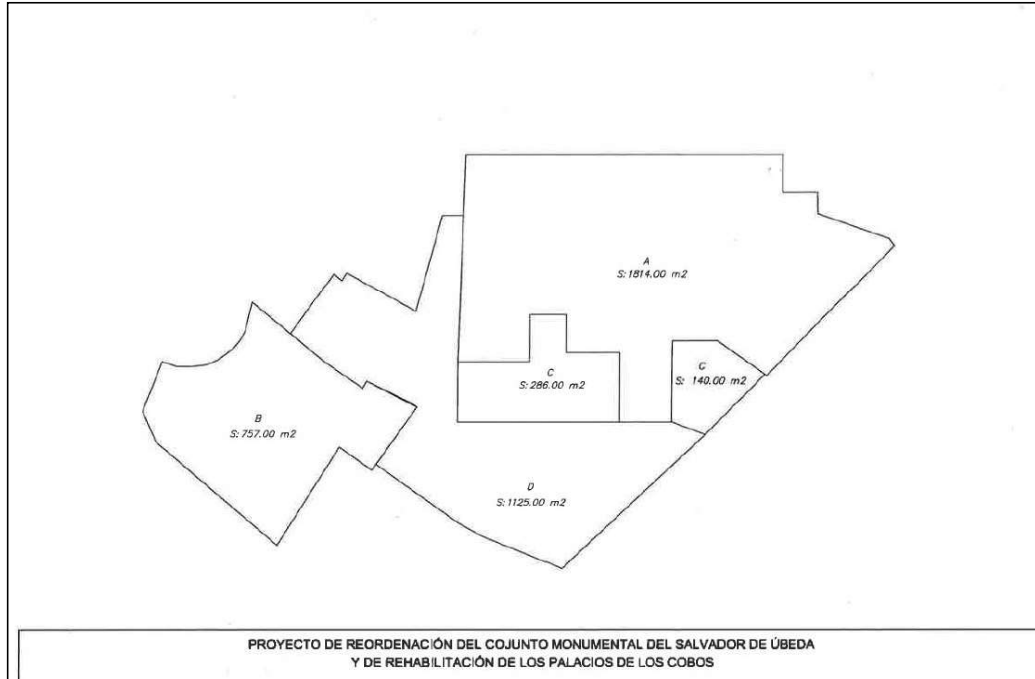 A
S: 1814.00 m2
C
S: 286.00 m2
G
S: 140.00 m2
B
S: 757.00 m2
D
S: 1125.00 m2
PROYECTO DE REORDENACIÓN DEL COJUNTO MONUMENTAL DEL SALVADOR DE ÚBEDA
Y DE REHABILITACIÓN DE LOS PALACIOS DE LOS COBOS